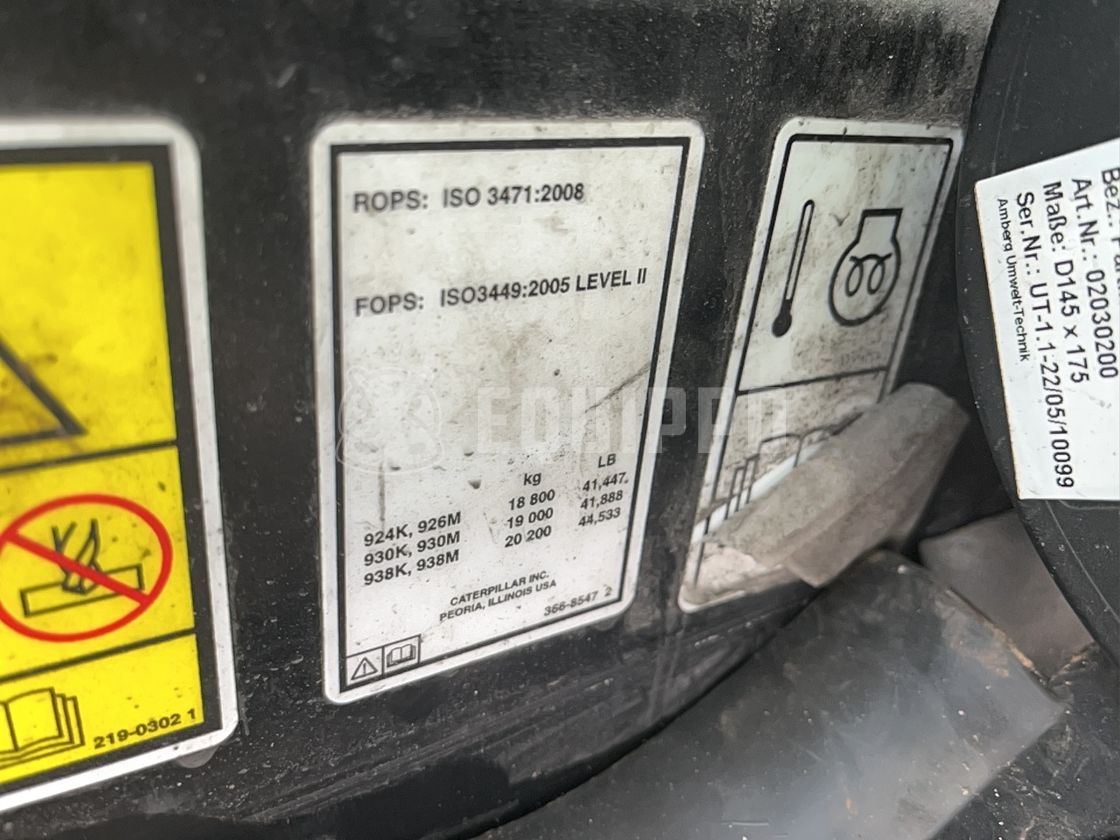 219-0302 1
ROPS: ISO 3471:2008
FOPS: ISO3449:2005 LEVEL II
kg LB
924K, 926M 18 800 41,447
930K, 930M 19 000 41,888
938K, 938M 20 200 44,533
CATERPILLAR INC.
PEORIA, ILLINOIS USA
366-8547 2
EQUIPPO
Bez.:
Art.Nr.: 02030200
Maße: D145 x 175
Ser.Nr.: UT-1.1-22/05/10099
Amberg Umwelt-Technik